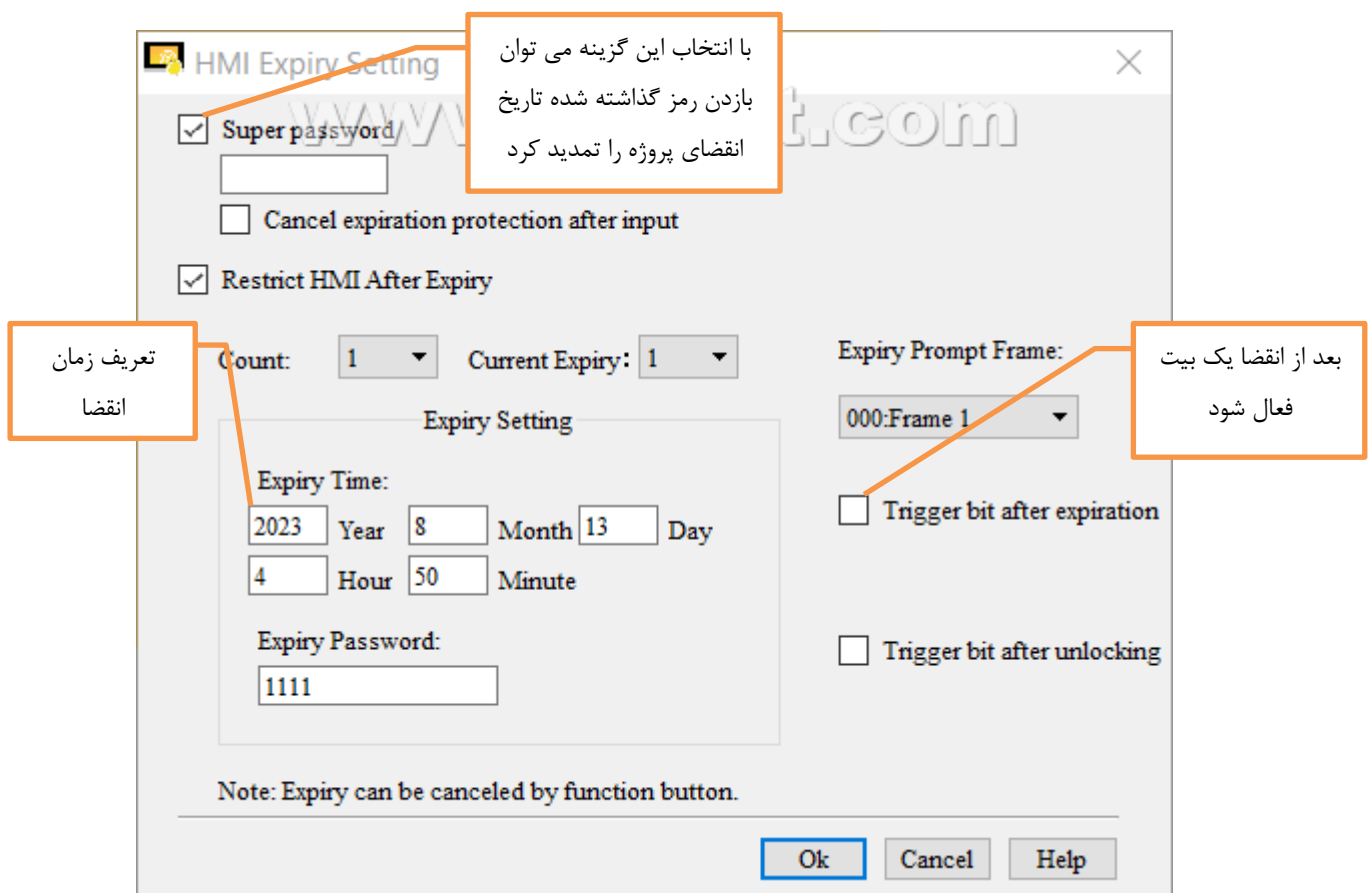 HMI Expiry Setting
با انتخاب این گزینه می توان
بازدن رمز گذاشته شده تاریخ
انقضای پروژه را تمدید کرد
Super password
Cancel expiration protection after input
Restrict HMI After Expiry
تعریف زمان
انقضا
Count: 1 Current Expiry: 1
Expiry Prompt Frame:
000:Frame 1
بعد از انقضا یک بیت
فعال شود
Expiry Setting
Expiry Time:
2023 Year 8 Month 13 Day
4 Hour 50 Minute
Expiry Password:
1111
Trigger bit after expiration
Trigger bit after unlocking
Note: Expiry can be canceled by function button.
Ok Cancel Help